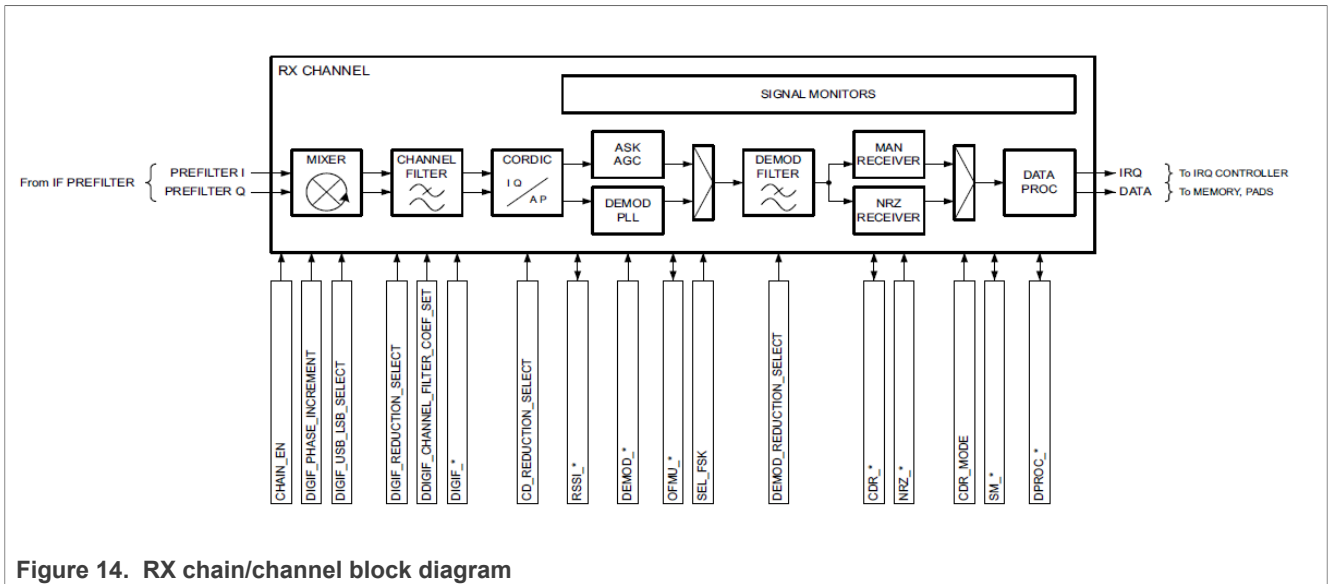 RX CHANNEL
SIGNAL MONITORS
From IF PREFILTER
PREFILTER I
PREFILTER Q
MIXER
CHANNEL
FILTER
CORDIC
I Q
A P
ASK
AGC
DEMOD
PLL
DEMOD
FILTER
MAN
RECEIVER
NRZ
RECEIVER
DATA
PROC
IRQ
DATA
To IRQ CONTROLLER
To MEMORY, PADS
CHAIN_EN
DIGIF_PHASE_INCREMENT
DIGIF_USB_LSB_SELECT
DIGIF_REDUCTION_SELECT
DDIGIF_CHANNEL_FILTER_COEF_SET
DIGIF_*
CD_REDUCTION_SELECT
RSSI_*
DEMOD_*
OFMU_*
SEL_FSK
DEMOD_REDUCTION_SELECT
CDR_*
NRZ_*
CDR_MODE
SM_*
DPROC_*
Figure 14. RX chain/channel block diagram